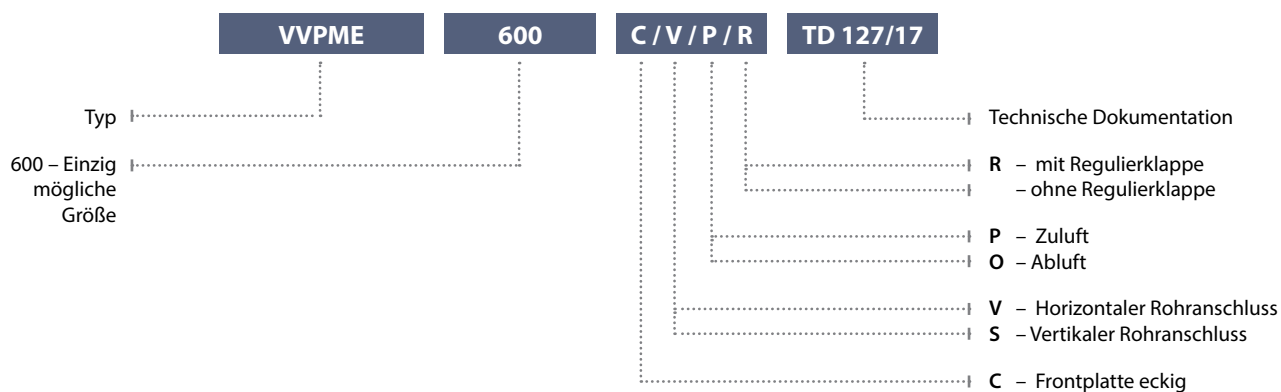 VVPME 600 C / V / P / R TD 127/17
Typ
600 – Einzig
mögliche
Größe
Technische Dokumentation
R – mit Regulierklappe
– ohne Regulierklappe
P – Zuluft
O – Abluft
V – Horizontaler Rohranschluss
S – Vertikaler Rohranschluss
C – Frontplatte eckig